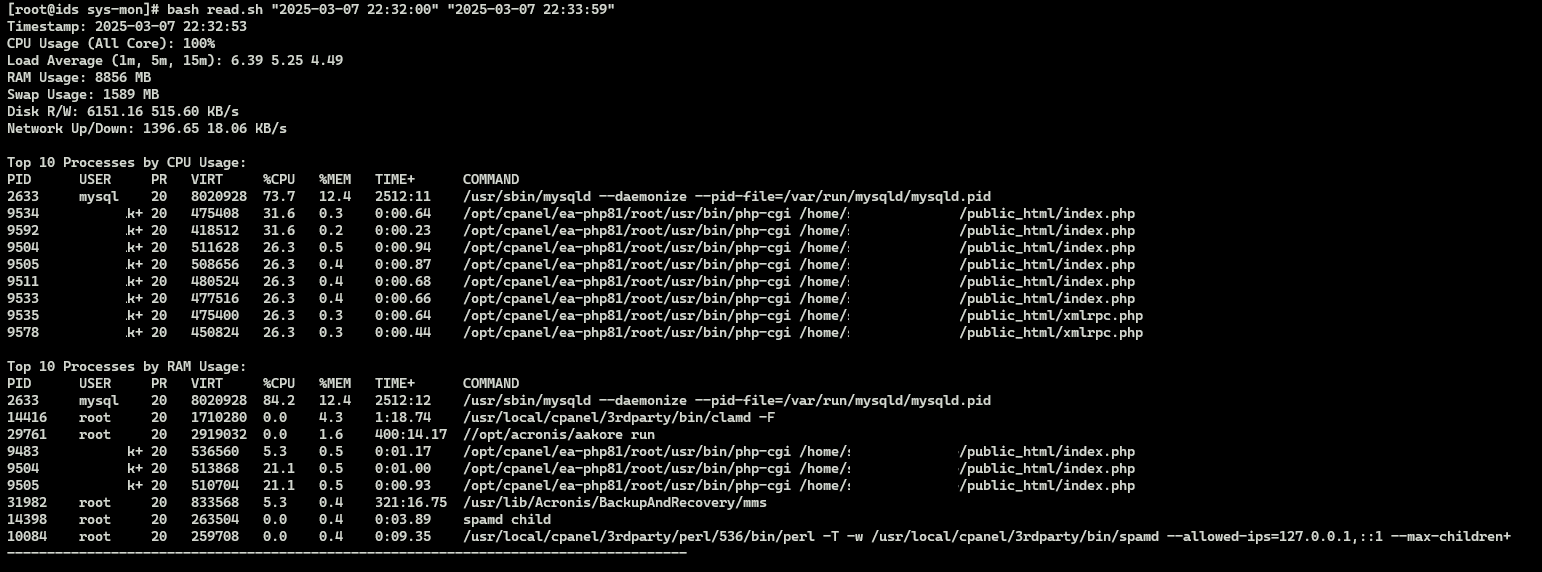 [root@ids sys-mon]# bash read.sh "2025-03-07 22:32:00" "2025-03-07 22:33:59"
Timestamp: 2025-03-07 22:32:53
CPU Usage (All Core): 100%
Load Average (1m, 5m, 15m): 6.39 5.25 4.49
RAM Usage: 8856 MB
Swap Usage: 1589 MB
Disk R/W: 6151.16 515.60 KB/s
Network Up/Down: 1396.65 18.06 KB/s
Top 10 Processes by CPU Usage:
PID USER PR VIRT %CPU %MEM TIME+ COMMAND
2633 mysql 20 8020928 73.7 12.4 2512:11 /usr/sbin/mysqld --daemonize --pid-file=/var/run/mysqld/mysqld.pid
9534 k+ 20 475408 31.6 0.3 0:00.64 /opt/cpanel/ea-php81/root/usr/bin/php-cgi /home/ /public_html/index.php
9592 k+ 20 418512 31.6 0.2 0:00.23 /opt/cpanel/ea-php81/root/usr/bin/php-cgi /home/ /public_html/index.php
9504 k+ 20 511628 26.3 0.5 0:00.94 /opt/cpanel/ea-php81/root/usr/bin/php-cgi /home/ /public_html/index.php
9505 k+ 20 508656 26.3 0.4 0:00.87 /opt/cpanel/ea-php81/root/usr/bin/php-cgi /home/ /public_html/index.php
9511 k+ 20 480524 26.3 0.4 0:00.68 /opt/cpanel/ea-php81/root/usr/bin/php-cgi /home/ /public_html/index.php
9533 k+ 20 477516 26.3 0.4 0:00.66 /opt/cpanel/ea-php81/root/usr/bin/php-cgi /home/ /public_html/index.php
9535 k+ 20 475400 26.3 0.3 0:00.64 /opt/cpanel/ea-php81/root/usr/bin/php-cgi /home/ /public_html/xmlrpc.php
9578 k+ 20 450824 26.3 0.3 0:00.44 /opt/cpanel/ea-php81/root/usr/bin/php-cgi /home/ /public_html/xmlrpc.php
Top 10 Processes by RAM Usage:
PID USER PR VIRT %CPU %MEM TIME+ COMMAND
2633 mysql 20 8020928 84.2 12.4 2512:12 /usr/sbin/mysqld --daemonize --pid-file=/var/run/mysqld/mysqld.pid
14416 root 20 1710280 0.0 4.3 1:18.74 /usr/local/cpanel/3rdparty/bin/clamd -F
29761 root 20 2919032 0.0 1.6 400:14.17 //opt/acronis/aakore run
9483 k+ 20 536560 5.3 0.5 0:01.17 /opt/cpanel/ea-php81/root/usr/bin/php-cgi /home/ /public_html/index.php
9504 k+ 20 513868 21.1 0.5 0:01.00 /opt/cpanel/ea-php81/root/usr/bin/php-cgi /home/ /public_html/index.php
9505 k+ 20 510704 21.1 0.5 0:00.93 /opt/cpanel/ea-php81/root/usr/bin/php-cgi /home/ /public_html/index.php
31982 root 20 833568 5.3 0.4 321:16.75 /usr/lib/Acronis/BackupAndRecovery/mms
14398 root 20 263504 0.0 0.4 0:03.89 spamd child
10084 root 20 259708 0.0 0.4 0:09.35 /usr/local/cpanel/3rdparty/perl/536/bin/perl -T -w /usr/local/cpanel/3rdparty/bin/spamd --allowed-ips=127.0.0.1,::1 --max-children+